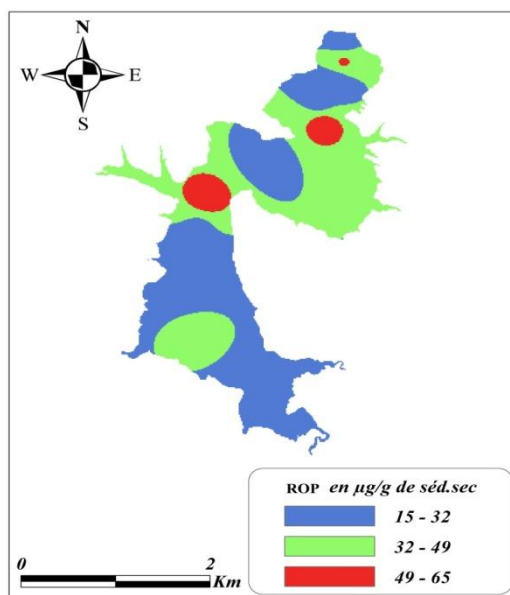 N
W E
S
ROP en µg/g de séd.sec
15 - 32
32 - 49
49 - 65
0 2
Km